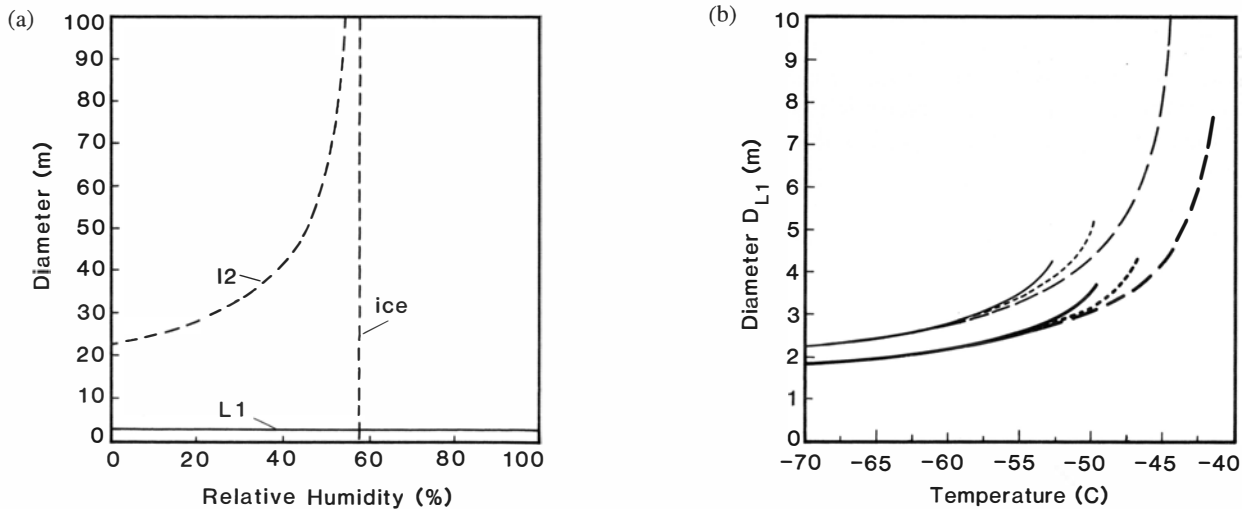 (a)
100
90
80
70
60
50
40
30
20
10
0
Diameter (m)
I2
ice
L1
0 20 40 60 80 100
Relative Humidity (%)
(b)
10
9
8
7
6
5
4
3
2
1
0
Diameter D_L1 (m)
-70 -65 -60 -55 -50 -45 -40
Temperature (C)